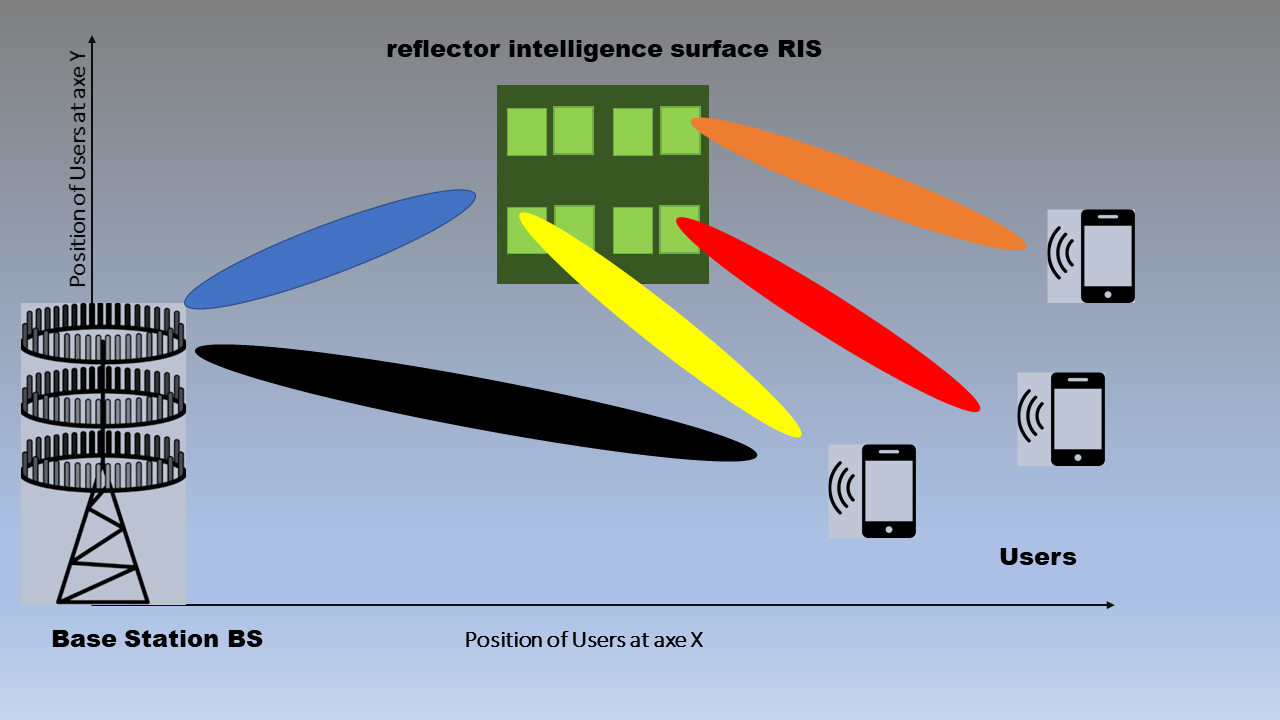 reflector intelligence surface RIS
Position of Users at axe Y
Users
Base Station BS
Position of Users at axe X